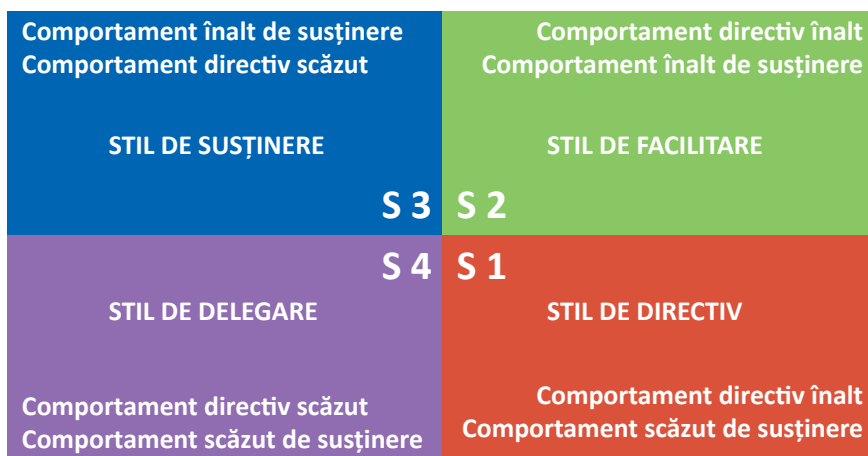 Comportament înalt de susținere
Comportament directiv scăzut
STIL DE SUSȚINERE
S 3
Comportament directiv înalt
Comportament înalt de susținere
STIL DE FACILITARE
S 2
S 4
STIL DE DELEGARE
Comportament directiv scăzut
Comportament scăzut de susținere
S 1
STIL DE DIRECTIV
Comportament directiv înalt
Comportament scăzut de susținere